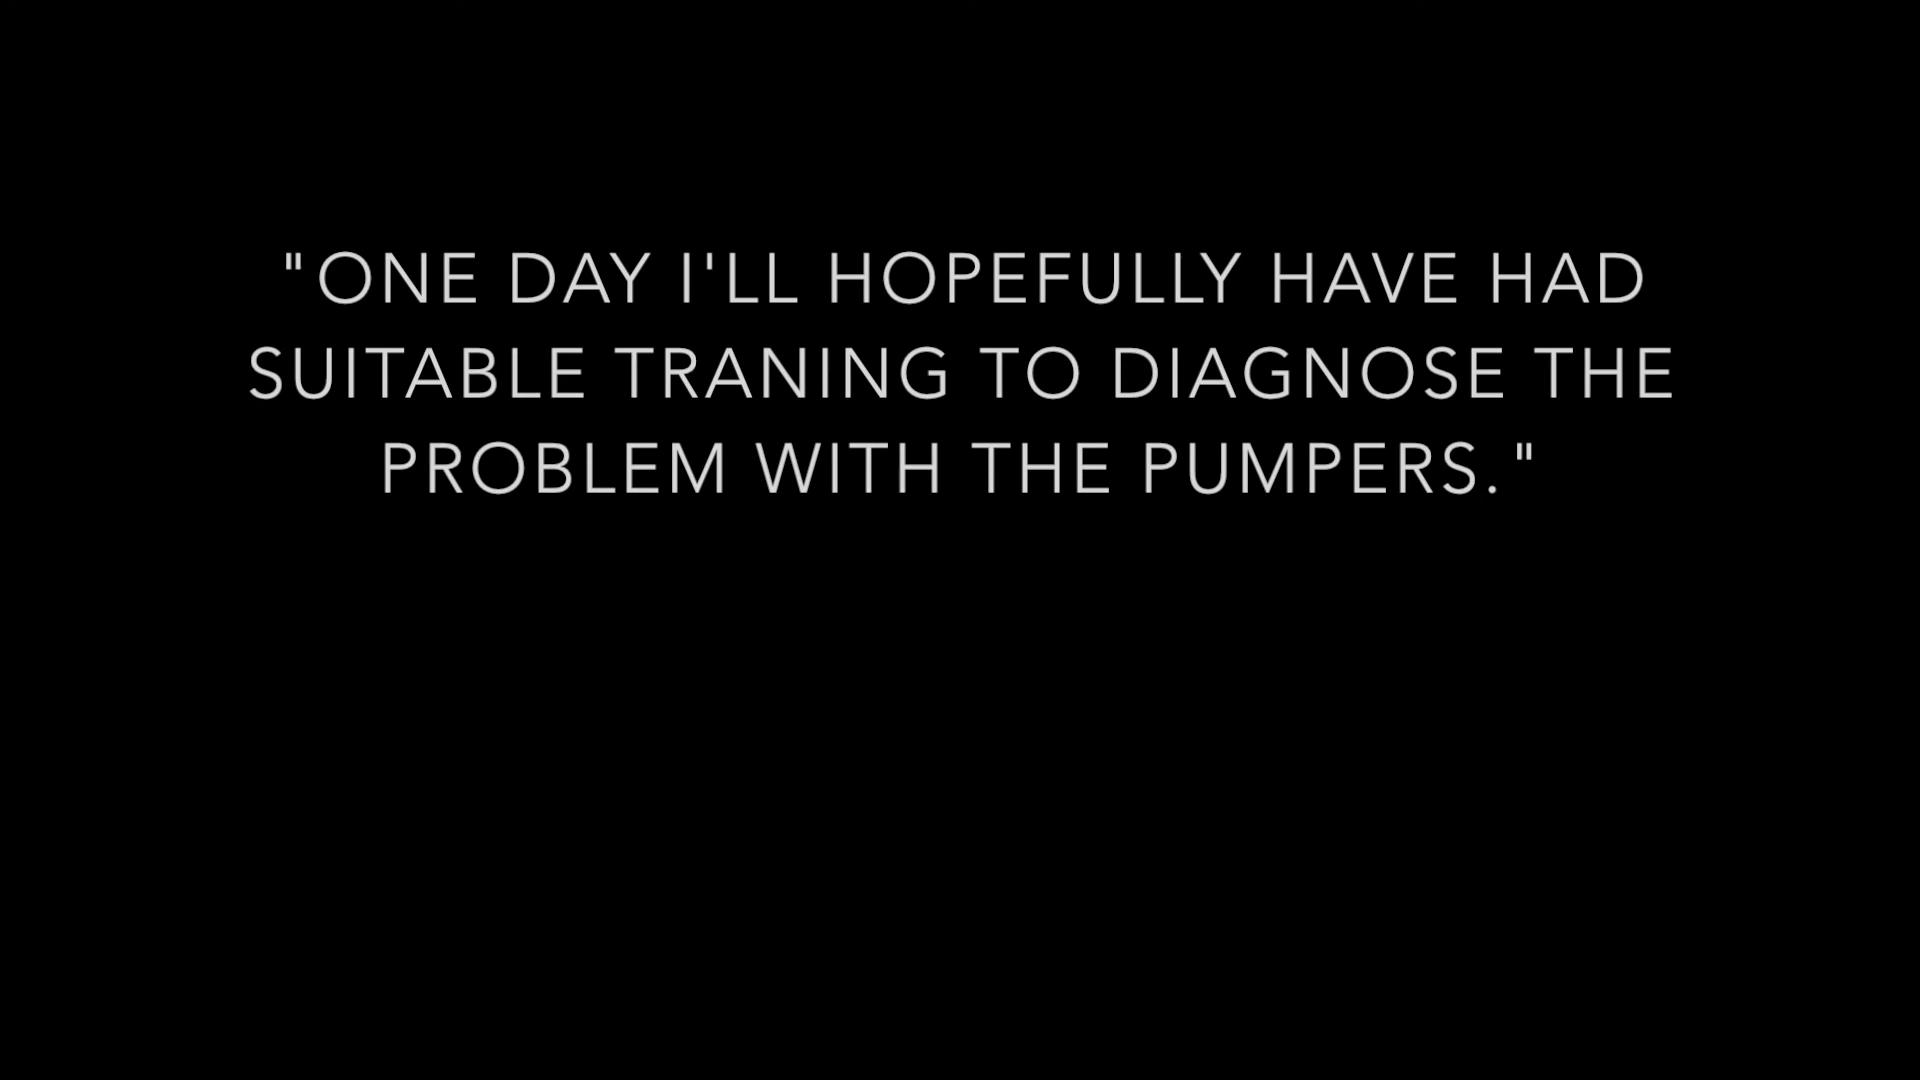 "ONE DAY I'LL HOPEFULLY HAVE HAD
SUITABLE TRANING TO DIAGNOSE THE
PROBLEM WITH THE PUMPERS."